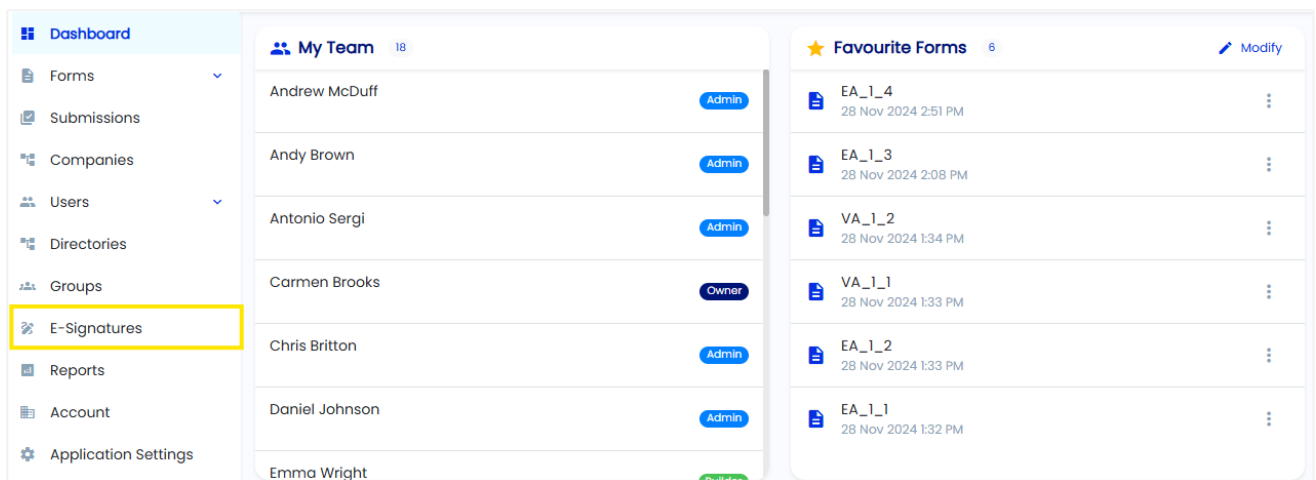 Dashboard
Forms
Submissions
Companies
Users
Directories
Groups
E-Signatures
Reports
Account
Application Settings
My Team 18
Andrew McDuff Admin
Andy Brown Admin
Antonio Sergi Admin
Carmen Brooks Owner
Chris Britton Admin
Daniel Johnson Admin
Emma Wright Builder
Favourite Forms 6 Modify
EA_1_4
28 Nov 2024 2:51 PM
EA_1_3
28 Nov 2024 2:08 PM
VA_1_2
28 Nov 2024 1:34 PM
VA_1_1
28 Nov 2024 1:33 PM
EA_1_2
28 Nov 2024 1:33 PM
EA_1_1
28 Nov 2024 1:32 PM